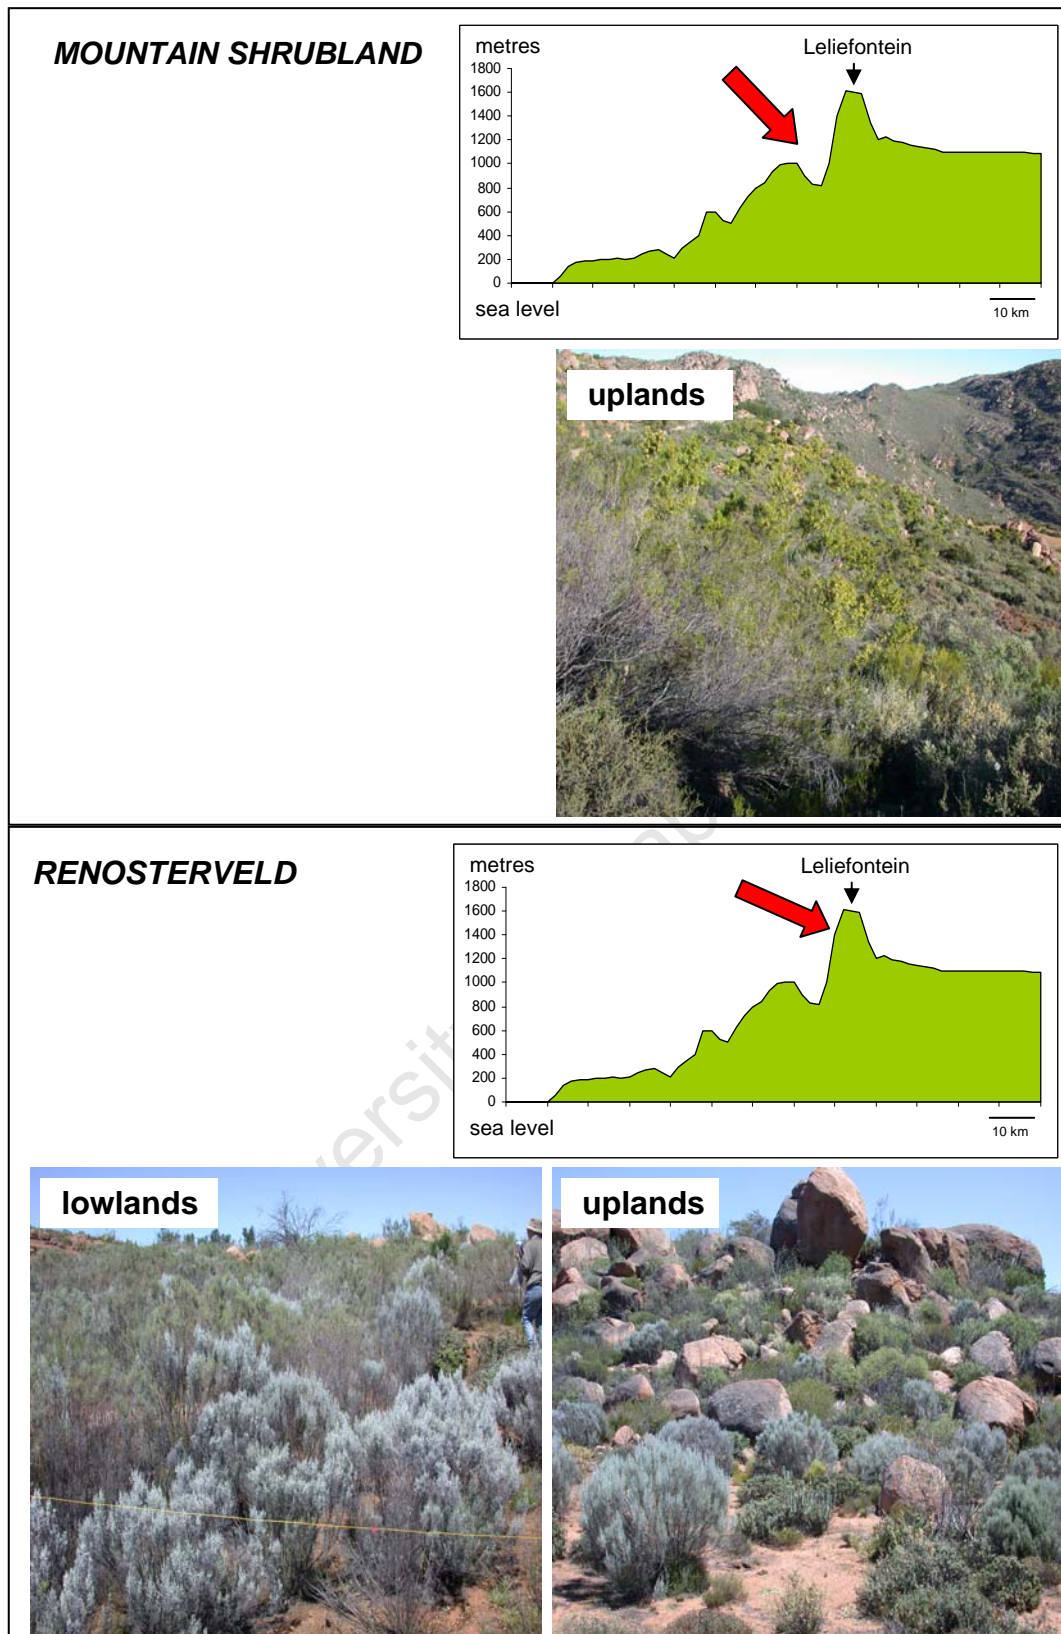 MOUNTAIN SHRUBLAND
metres
Leliefontein
1800
1600
1400
1200
1000
800
600
400
200
0
sea level
10 km
uplands
RENOSTERVELD
metres
Leliefontein
1800
1600
1400
1200
1000
800
600
400
200
0
sea level
10 km
lowlands
uplands